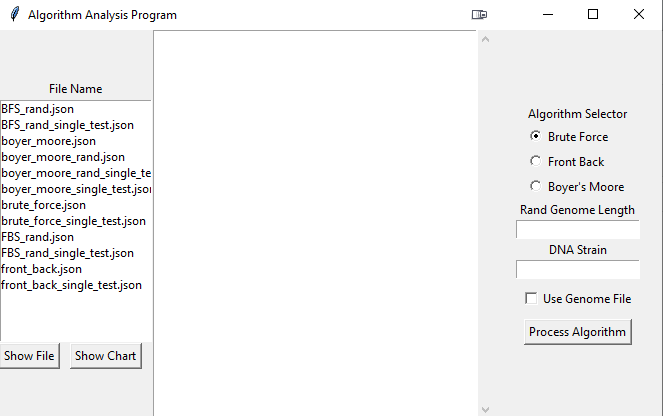 Algorithm Analysis Program
File Name
BFS_rand.json
BFS_rand_single_test.json
boyer_moore.json
boyer_moore_rand.json
boyer_moore_rand_single_te
boyer_moore_single_test.json
brute_force.json
brute_force_single_test.json
FBS_rand.json
FBS_rand_single_test.json
front_back.json
front_back_single_test.json
Show File
Show Chart
Algorithm Selector
Brute Force
Front Back
Boyer's Moore
Rand Genome Length
DNA Strain
Use Genome File
Process Algorithm